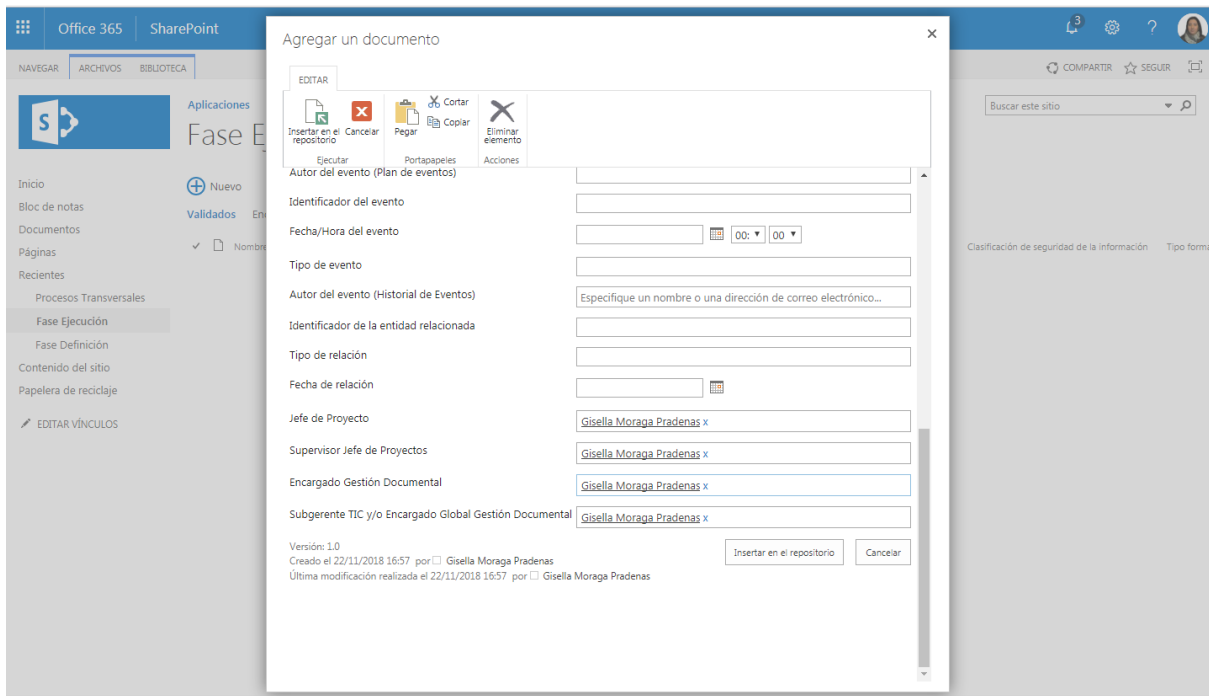 Office 365
SharePoint
3
?
NAVEGAR
ARCHIVOS
BIBLIOTECA
COMPARTIR
SEGUIR
S
Aplicaciones
Fase E
Buscar este sitio
Inicio
Bloc de notas
Documentos
Páginas
Recientes
Procesos Transversales
Fase Ejecución
Fase Definición
Contenido del sitio
Papelera de reciclaje
EDITAR VÍNCULOS
Nuevo
Validados En
Nombre
Clasificación de seguridad de la información Tipo forma
Agregar un documento
EDITAR
Insertar en el
repositorio
Cancelar
Pegar
Cortar
Copiar
Eliminar
elemento
Ejecutar
Portapapeles
Acciones
Autor del evento (Plan de eventos)
Identificador del evento
Fecha/Hora del evento 00: 00
Tipo de evento
Autor del evento (Historial de Eventos) Especifique un nombre o una dirección de correo electrónico...
Identificador de la entidad relacionada
Tipo de relación
Fecha de relación
Jefe de Proyecto Gisella Moraga Pradenas x
Supervisor Jefe de Proyectos Gisella Moraga Pradenas x
Encargado Gestión Documental Gisella Moraga Pradenas x
Subgerente TIC y/o Encargado Global Gestión Documental Gisella Moraga Pradenas x
Versión: 1.0
Creado el 22/11/2018 16:57 por Gisella Moraga Pradenas
Última modificación realizada el 22/11/2018 16:57 por Gisella Moraga Pradenas
Insertar en el repositorio
Cancelar